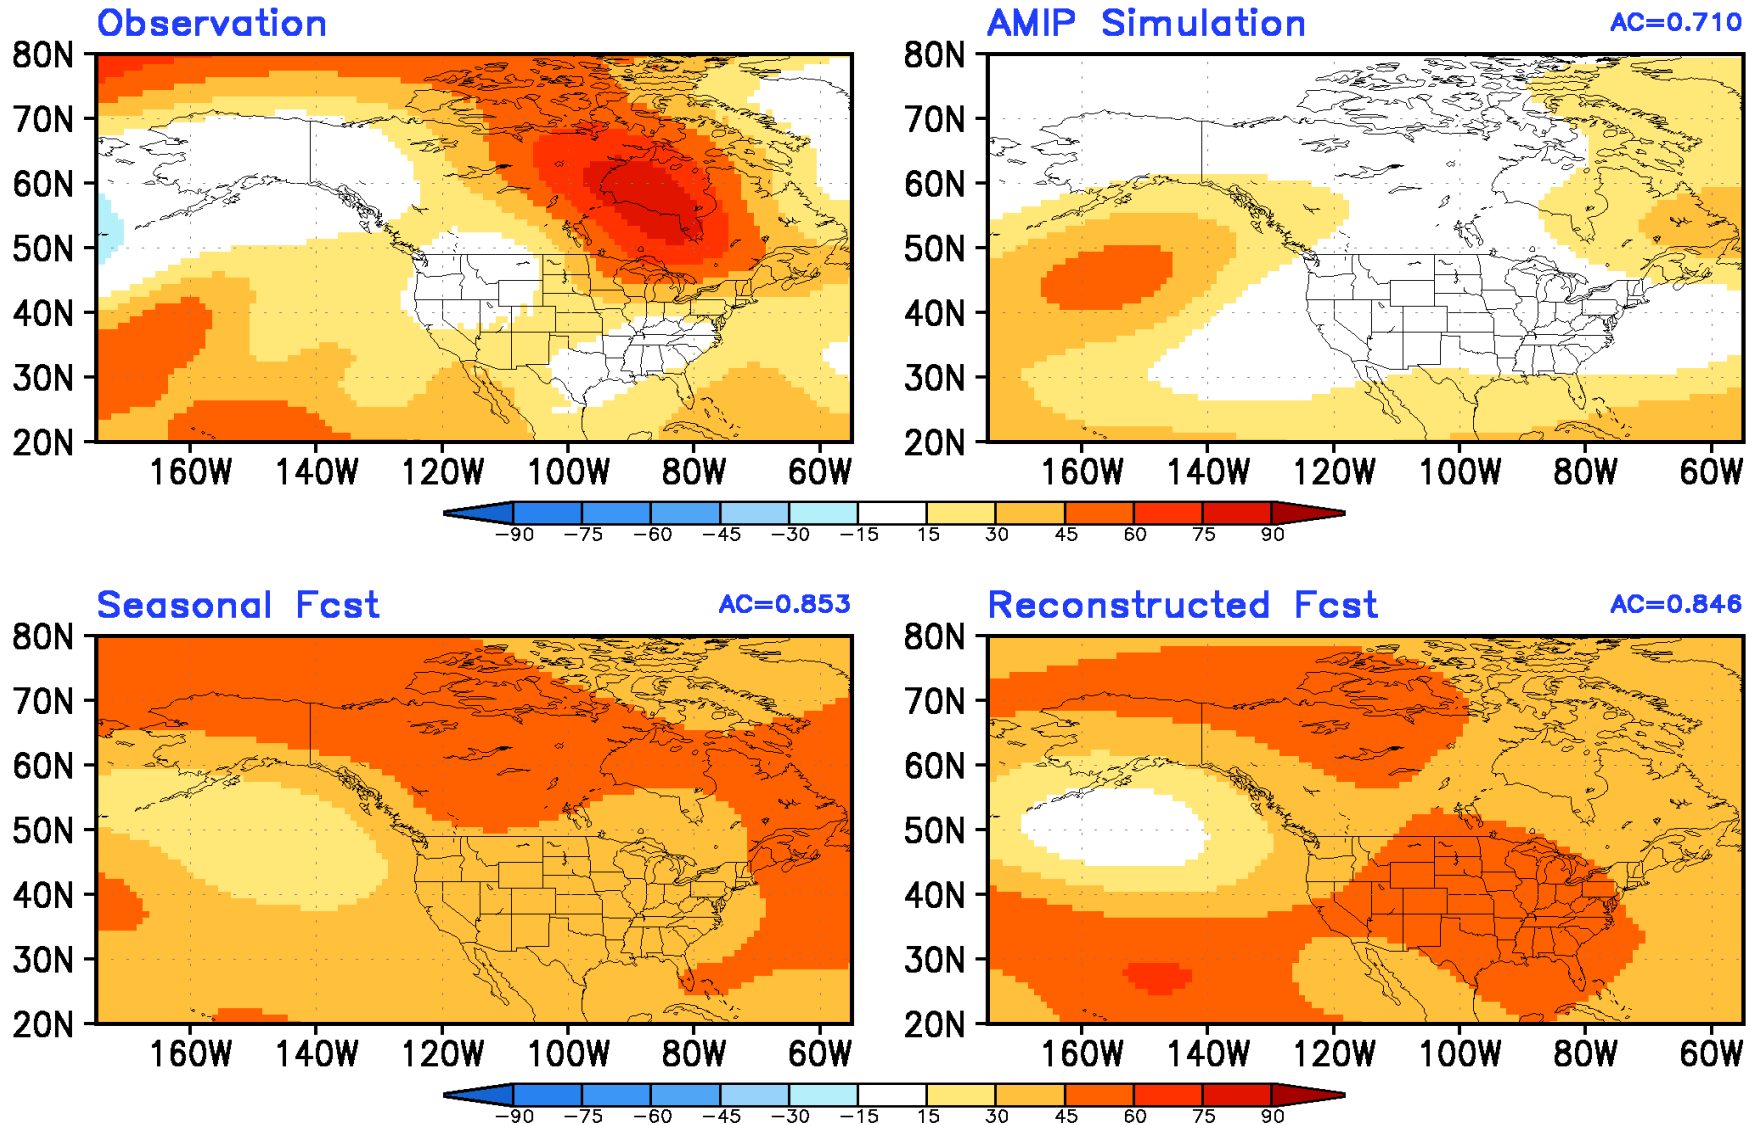 Observation
AMIP Simulation AC=0.710
80N
70N
60N
50N
40N
30N
20N
160W 140W 120W 100W 80W 60W
80N
70N
60N
50N
40N
30N
20N
160W 140W 120W 100W 80W 60W
−90 −75 −60 −45 −30 −15 15 30 45 60 75 90
Seasonal Fcst AC=0.853
Reconstructed Fcst AC=0.846
80N
70N
60N
50N
40N
30N
20N
160W 140W 120W 100W 80W 60W
80N
70N
60N
50N
40N
30N
20N
160W 140W 120W 100W 80W 60W
−90 −75 −60 −45 −30 −15 15 30 45 60 75 90